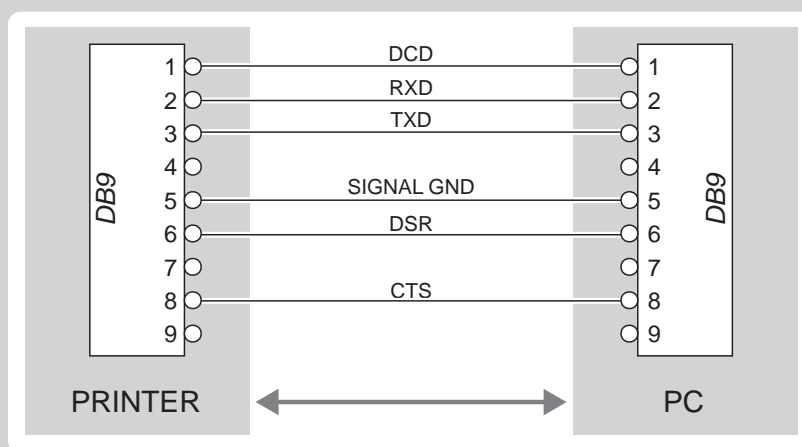 DCD
1 1
RXD
2 2
TXD
3 3
4 4
DB9 DB9
SIGNAL GND
5 5
DSR
6 6
7 7
CTS
8 8
9 9
PRINTER PC